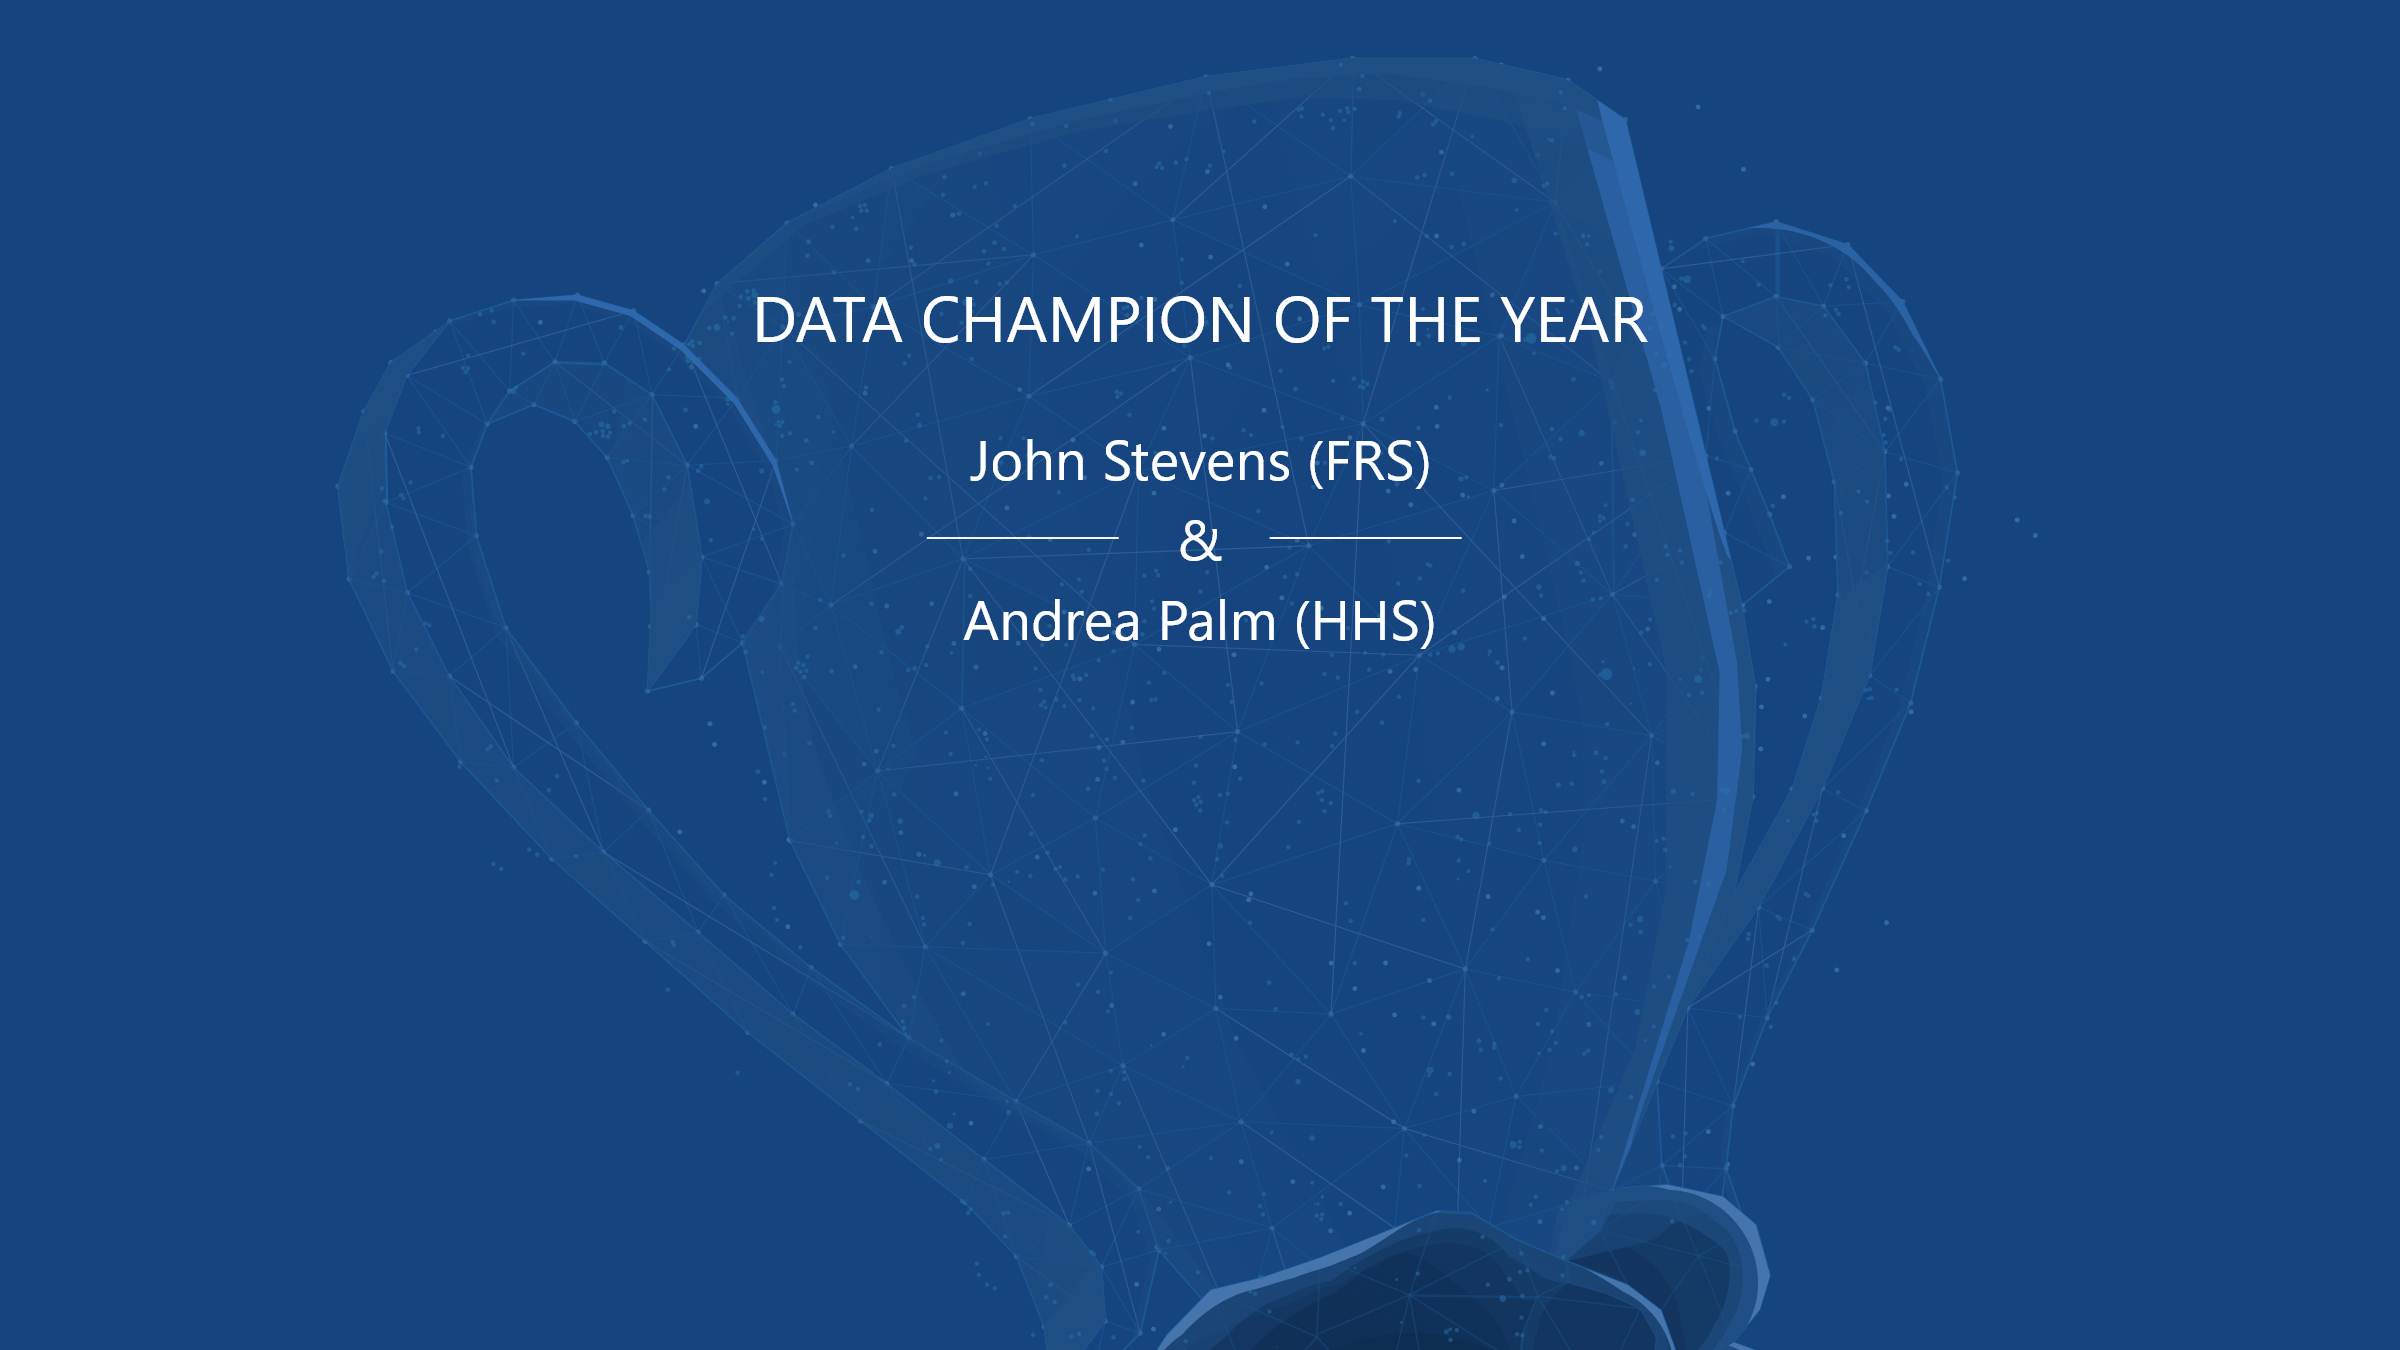 DATA CHAMPION OF THE YEAR
John Stevens (FRS)
&
Andrea Palm (HHS)